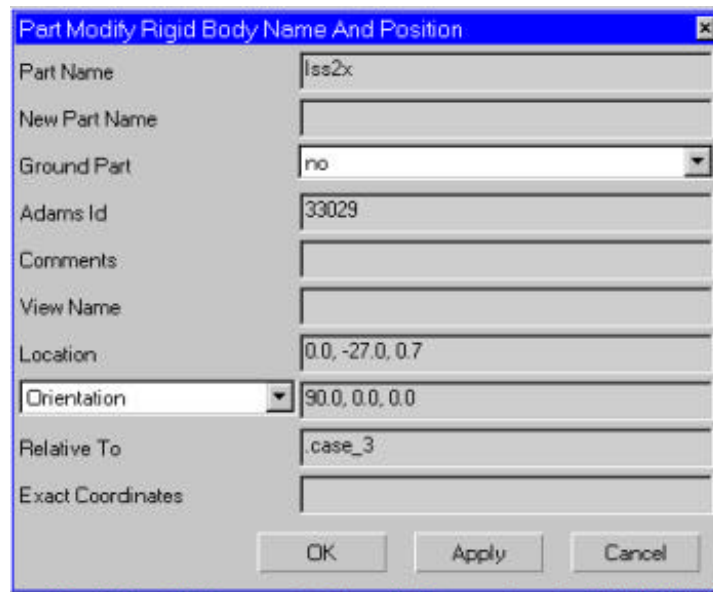 Part Modify Rigid Body Name And Position
Part Name lss2x
New Part Name
Ground Part no
Adams Id 33029
Comments
View Name
Location 0.0, -27.0, 0.7
Orientation 90.0, 0.0, 0.0
Relative To .case_3
Exact Coordinates
OK Apply Cancel